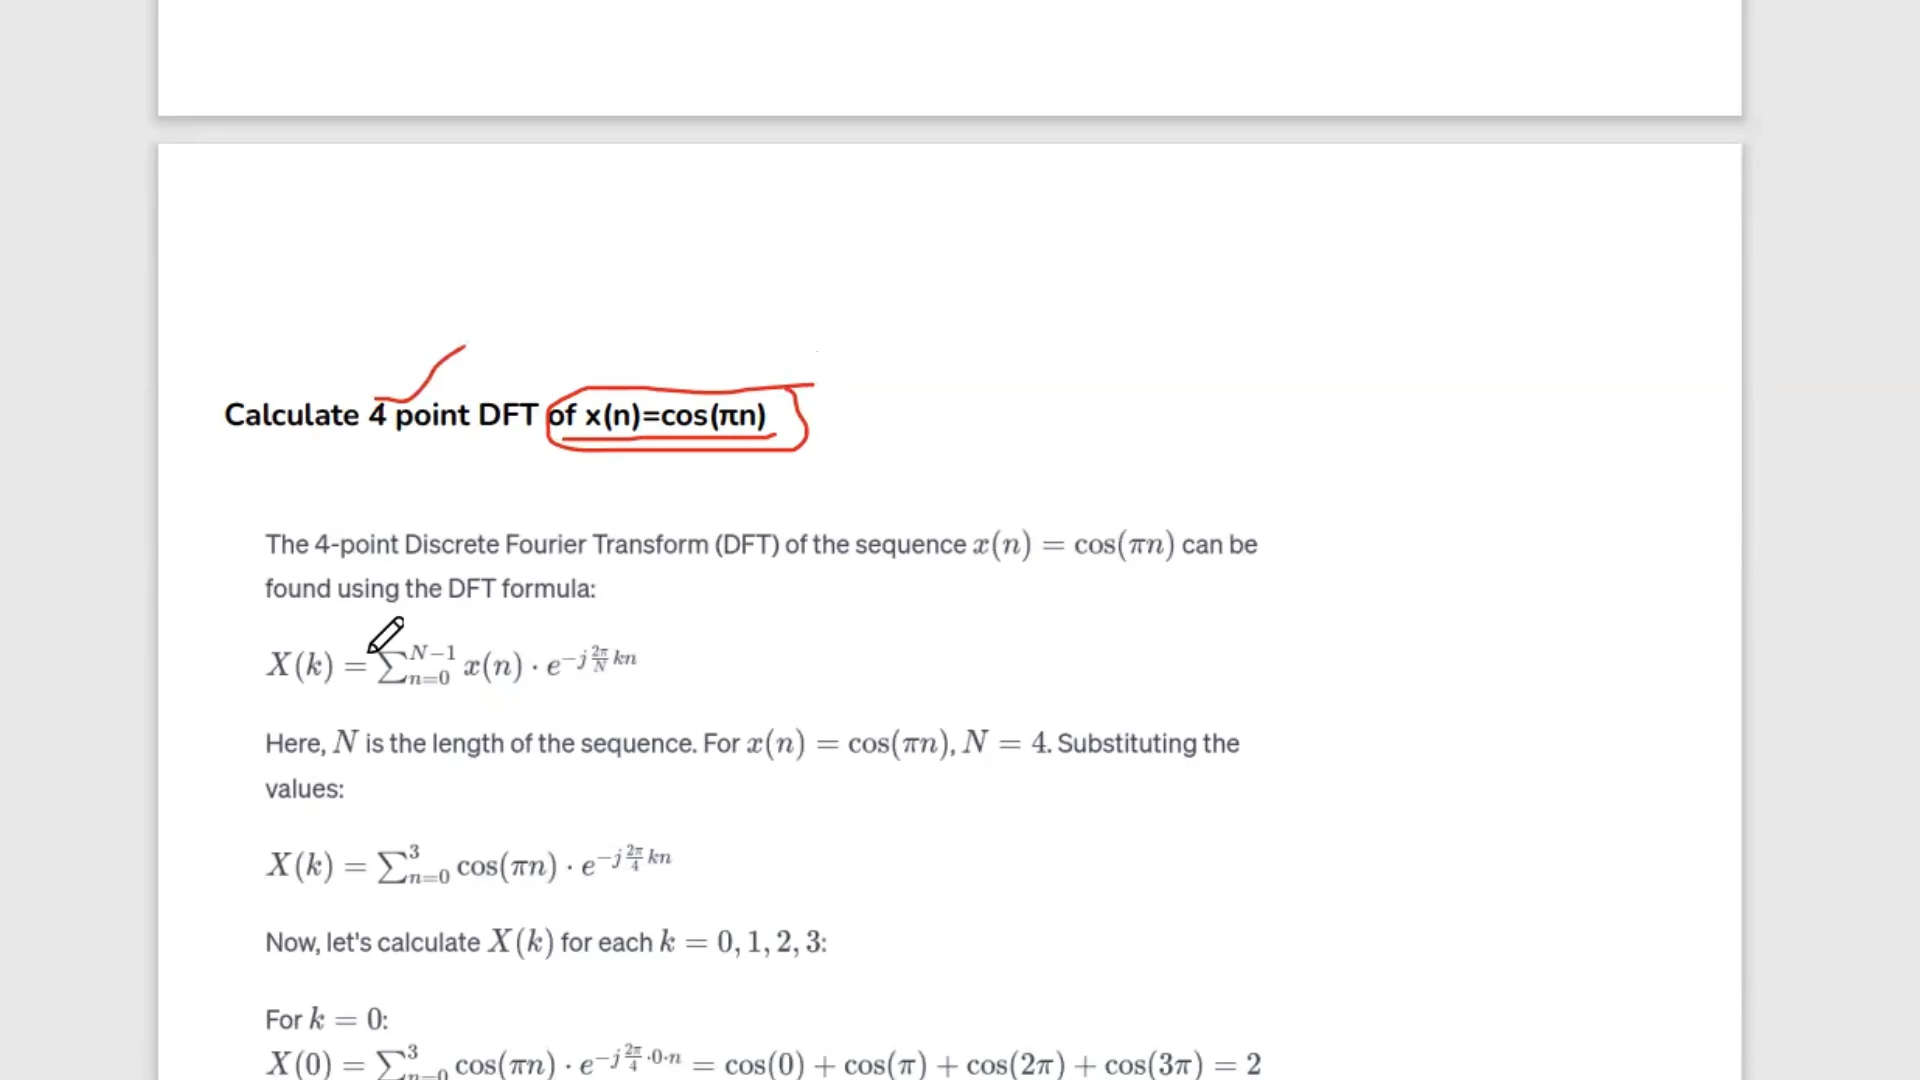 Calculate 4 point DFT of x(n)=cos(πn)
The 4-point Discrete Fourier Transform (DFT) of the sequence x(n) = cos(πn) can be
found using the DFT formula:
X(k) = ∑_{n=0}^{N−1} x(n) · e^{−j\frac{2π}{N}kn}
Here, N is the length of the sequence. For x(n) = cos(πn), N = 4. Substituting the
values:
X(k) = ∑_{n=0}^{3} cos(πn) · e^{−j\frac{2π}{4}kn}
Now, let's calculate X(k) for each k = 0, 1, 2, 3:
For k = 0:
X(0) = ∑_{n=0}^{3} cos(πn) · e^{−j\frac{2π}{4}·0·n} = cos(0) + cos(π) + cos(2π) + cos(3π) = 2